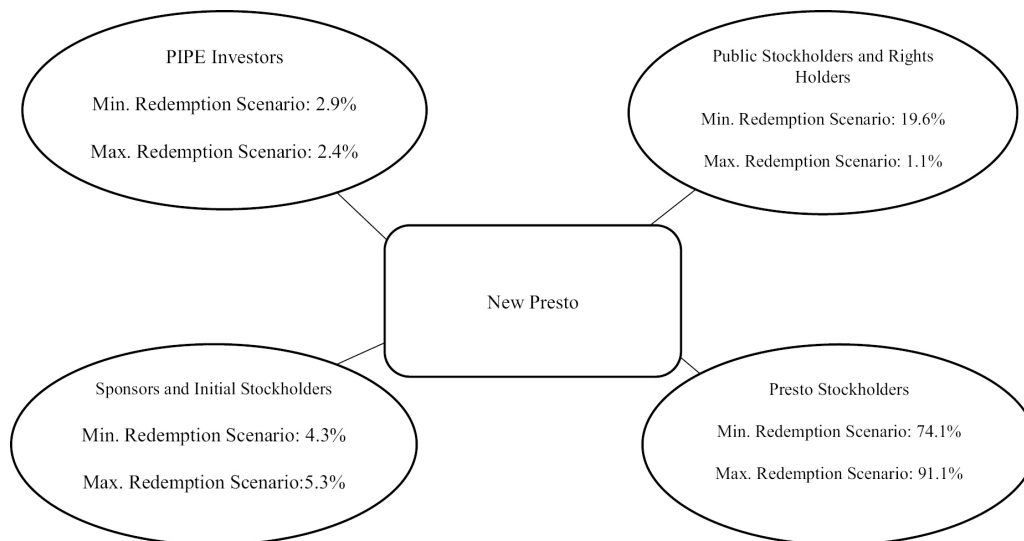 PIPE Investors
Min. Redemption Scenario: 2.9%
Max. Redemption Scenario: 2.4%
Public Stockholders and Rights
Holders
Min. Redemption Scenario: 19.6%
Max. Redemption Scenario: 1.1%
New Presto
Sponsors and Initial Stockholders
Min. Redemption Scenario: 4.3%
Max. Redemption Scenario:5.3%
Presto Stockholders
Min. Redemption Scenario: 74.1%
Max. Redemption Scenario: 91.1%